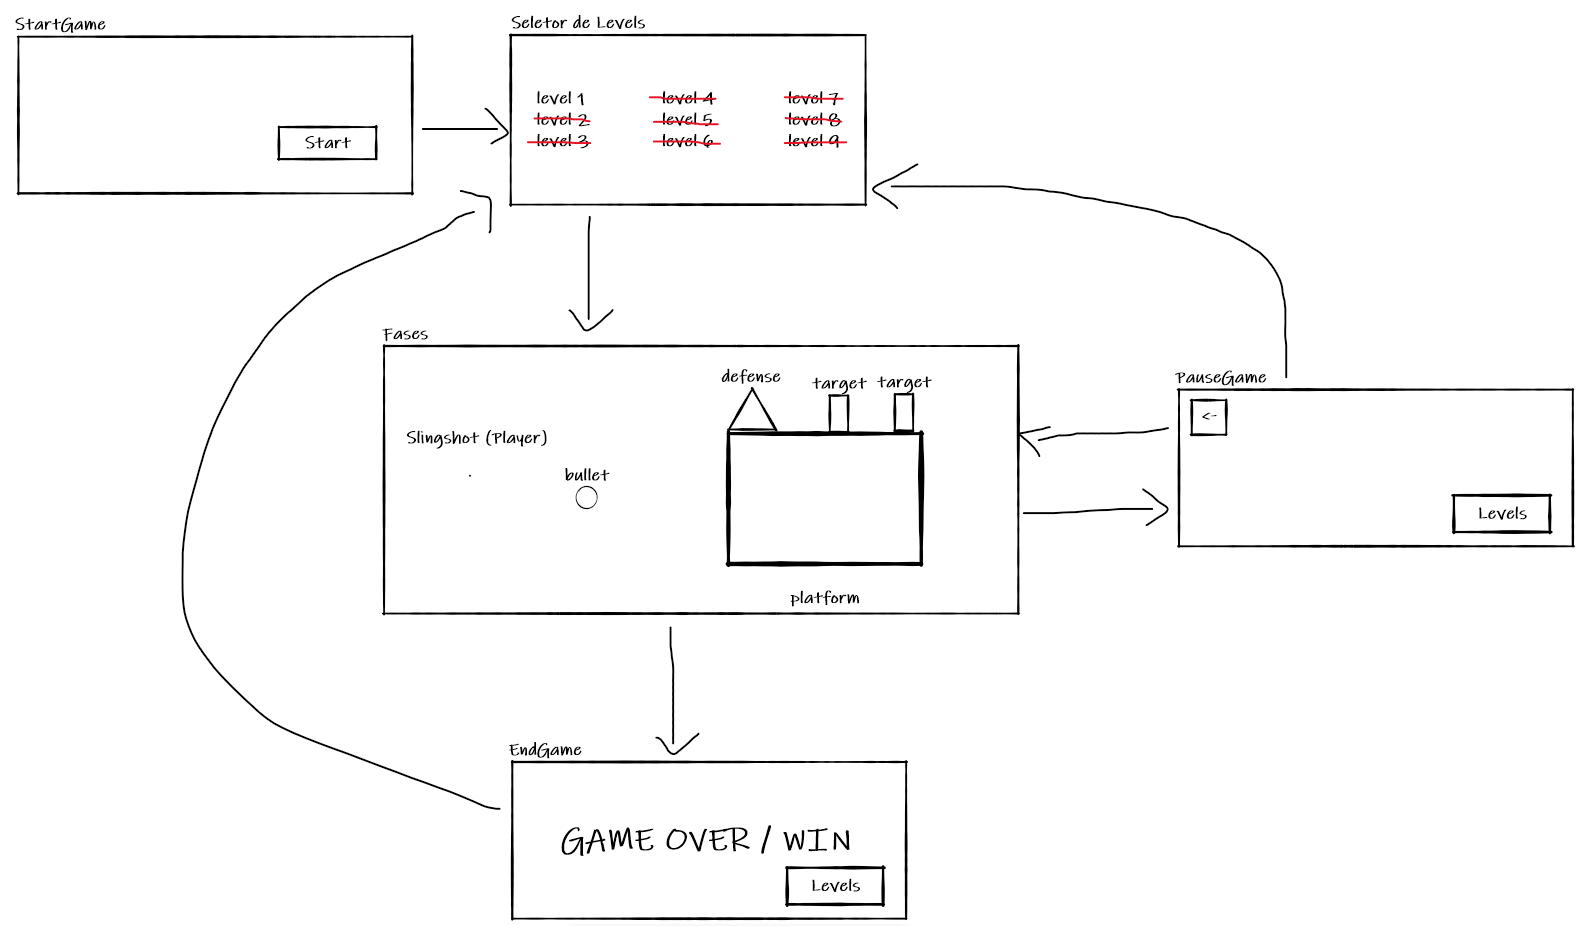 StartGame
Start
Seletor de Levels
level 1
level 2
level 3
level 4
level 5
level 6
level 7
level 8
level 9
Fases
defense
target target
Slingshot (Player)
bullet
platform
PauseGame
<-
Levels
EndGame
GAME OVER / WIN
Levels